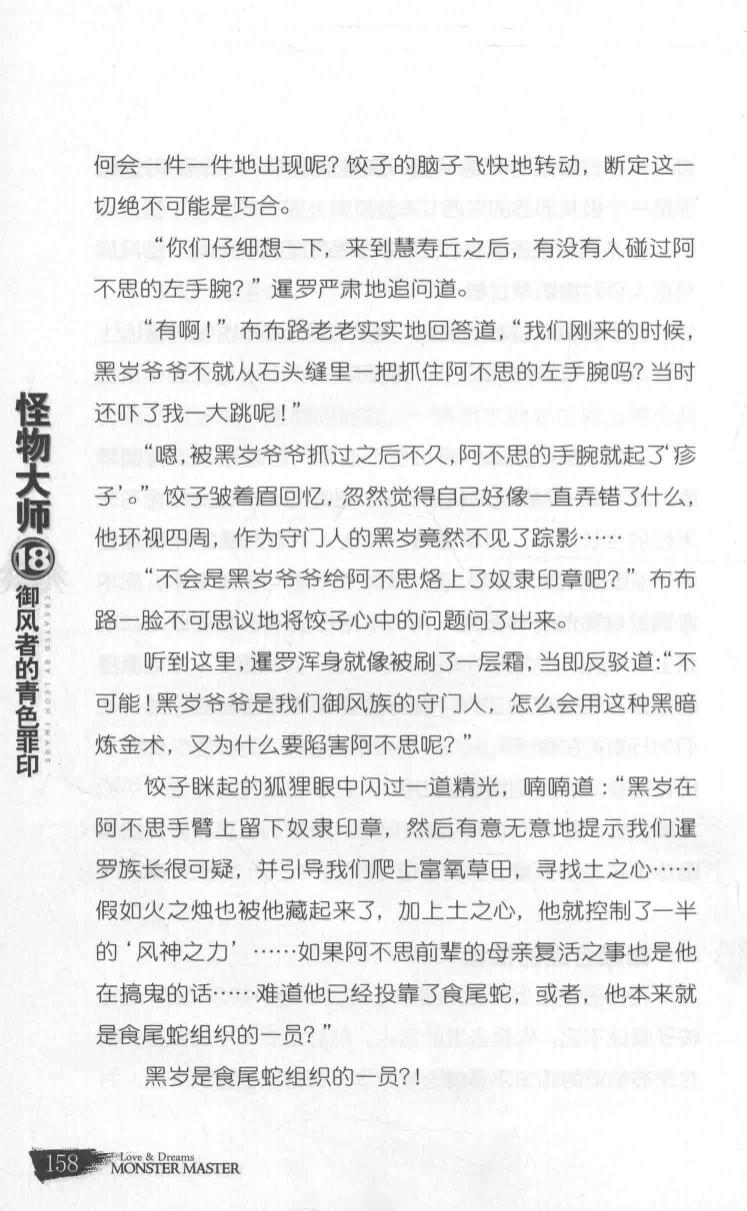 何会一件一件地出现呢？饺子的脑子飞快地转动，断定这一
切绝不可能是巧合。
“你们仔细想一下，来到慧寿丘之后，有没有人碰过阿
不思的左手腕？”暹罗严肃地追问道。
“有啊！”布布路老老实实地回答道，“我们刚来的时候，
黑岁爷爷不就从石头缝里一把抓住阿不思的左手腕吗？当时
还吓了我一大跳呢！”
“嗯，被黑岁爷爷抓过之后不久，阿不思的手腕就起了‘疹
子’。”饺子皱着眉回忆，忽然觉得自己好像一直弄错了什么，
他环视四周，作为守门人的黑岁竟然不见了踪影……
“不会是黑岁爷爷给阿不思烙上了奴隶印章吧？”布布
路一脸不可思议地将饺子心中的问题问了出来。
听到这里，暹罗浑身就像被刷了一层霜，当即反驳道：“不
可能！黑岁爷爷是我们御风族的守门人，怎么会用这种黑暗
炼金术，又为什么要陷害阿不思呢？”
饺子眯起的狐狸眼中闪过一道精光，喃喃道：“黑岁在
阿不思手臂上留下奴隶印章，然后有意无意地提示我们暹
罗族长很可疑，并引导我们爬上富氧草田，寻找土之心……
假如火之烛也被他藏起来了，加上土之心，他就控制了一半
的‘风神之力’……如果阿不思前辈的母亲复活之事也是他
在搞鬼的话……难道他已经投靠了食尾蛇，或者，他本来就
是食尾蛇组织的一员？”
黑岁是食尾蛇组织的一员？！
怪物大师
18
御风者的青色罪印
CREATED BY LEON IMAGE
158
Love & Dreams
MONSTER MASTER